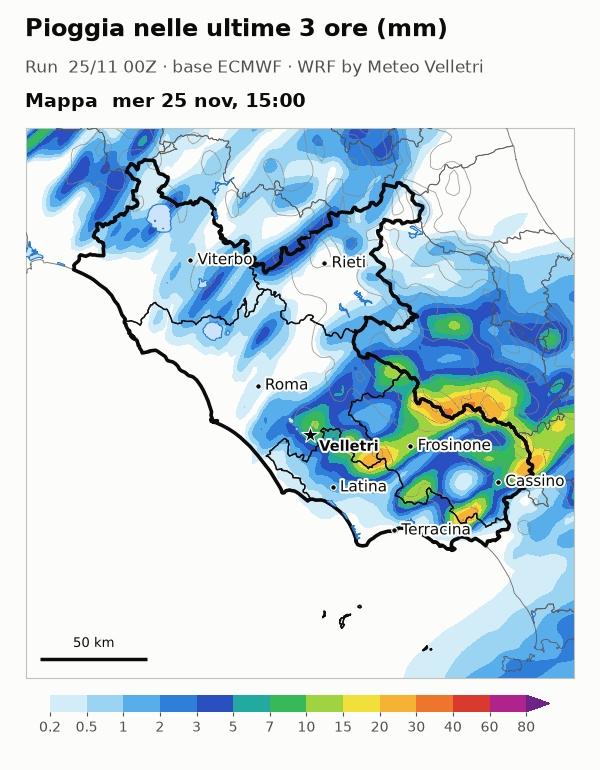 Pioggia nelle ultime 3 ore (mm)
Run  25/11 00Z · base ECMWF · WRF by Meteo Velletri
Mappa  mer 25 nov, 15:00
Viterbo
Rieti
Roma
Velletri
Frosinone
Latina
Cassino
Terracina
50 km
0.2 0.5 1 2 3 5 7 10 15 20 30 40 60 80